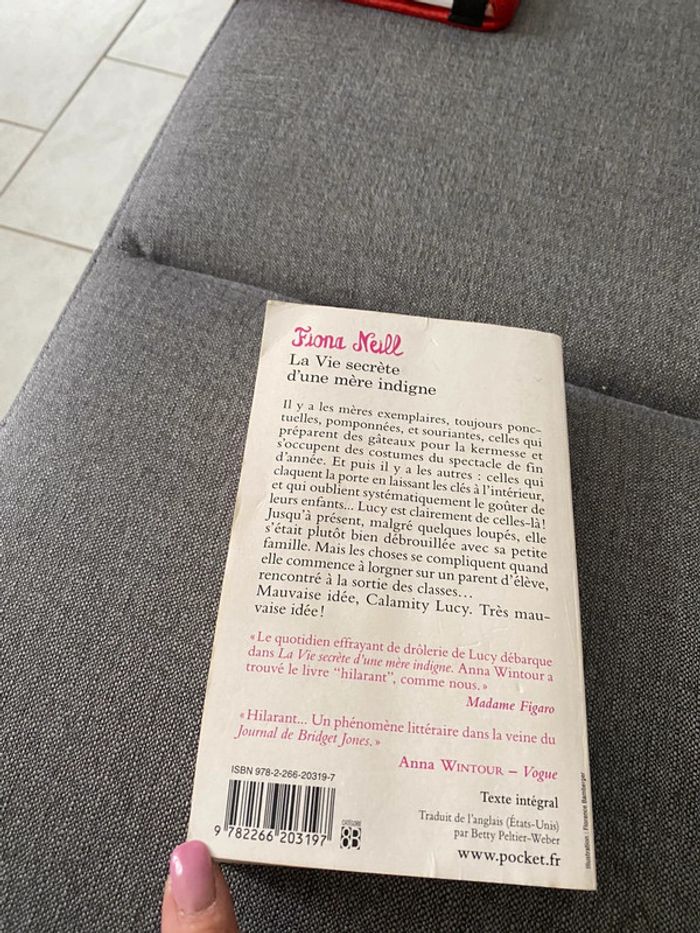 Fiona Neill
La Vie secrète
d'une mère indigne
Il y a les mères exemplaires, toujours ponc-
tuelles, pomponnées, et souriantes, celles qui
préparent des gâteaux pour la kermesse et
s'occupent des costumes du spectacle de fin
d'année. Et puis il y a les autres : celles qui
claquent la porte en laissant les clés à l'intérieur,
et qui oublient systématiquement le goûter de
leurs enfants... Lucy est clairement de celles-là!
Jusqu'à présent, malgré quelques loupés, elle
s'était plutôt bien débrouillée avec sa petite
famille. Mais les choses se compliquent quand
elle commence à lorgner sur un parent d'élève,
rencontré à la sortie des classes...
Mauvaise idée, Calamity Lucy. Très mau-
vaise idée!
« Le quotidien effrayant de drôlerie de Lucy débarque
dans La Vie secrète d'une mère indigne. Anna Wintour a
trouvé le livre "hilarant", comme nous. »
Madame Figaro
« Hilarant... Un phénomène littéraire dans la veine du
Journal de Bridget Jones. »
Anna WINTOUR – Vogue
ISBN 978-2-266-20319-7
9 782266 203197
CATÉGORIE
8
Texte intégral
Traduit de l'anglais (États-Unis)
par Betty Peltier-Weber
www.pocket.fr
Illustration : Florence Bamberger